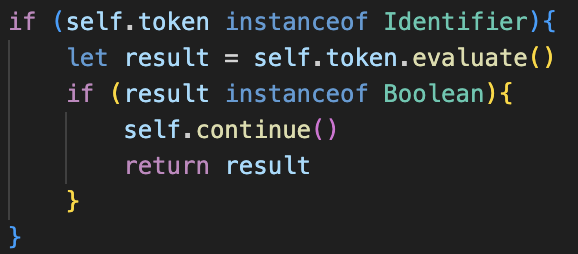 if (self.token instanceof Identifier){
    let result = self.token.evaluate()
    if (result instanceof Boolean){
        self.continue()
        return result
    }
}